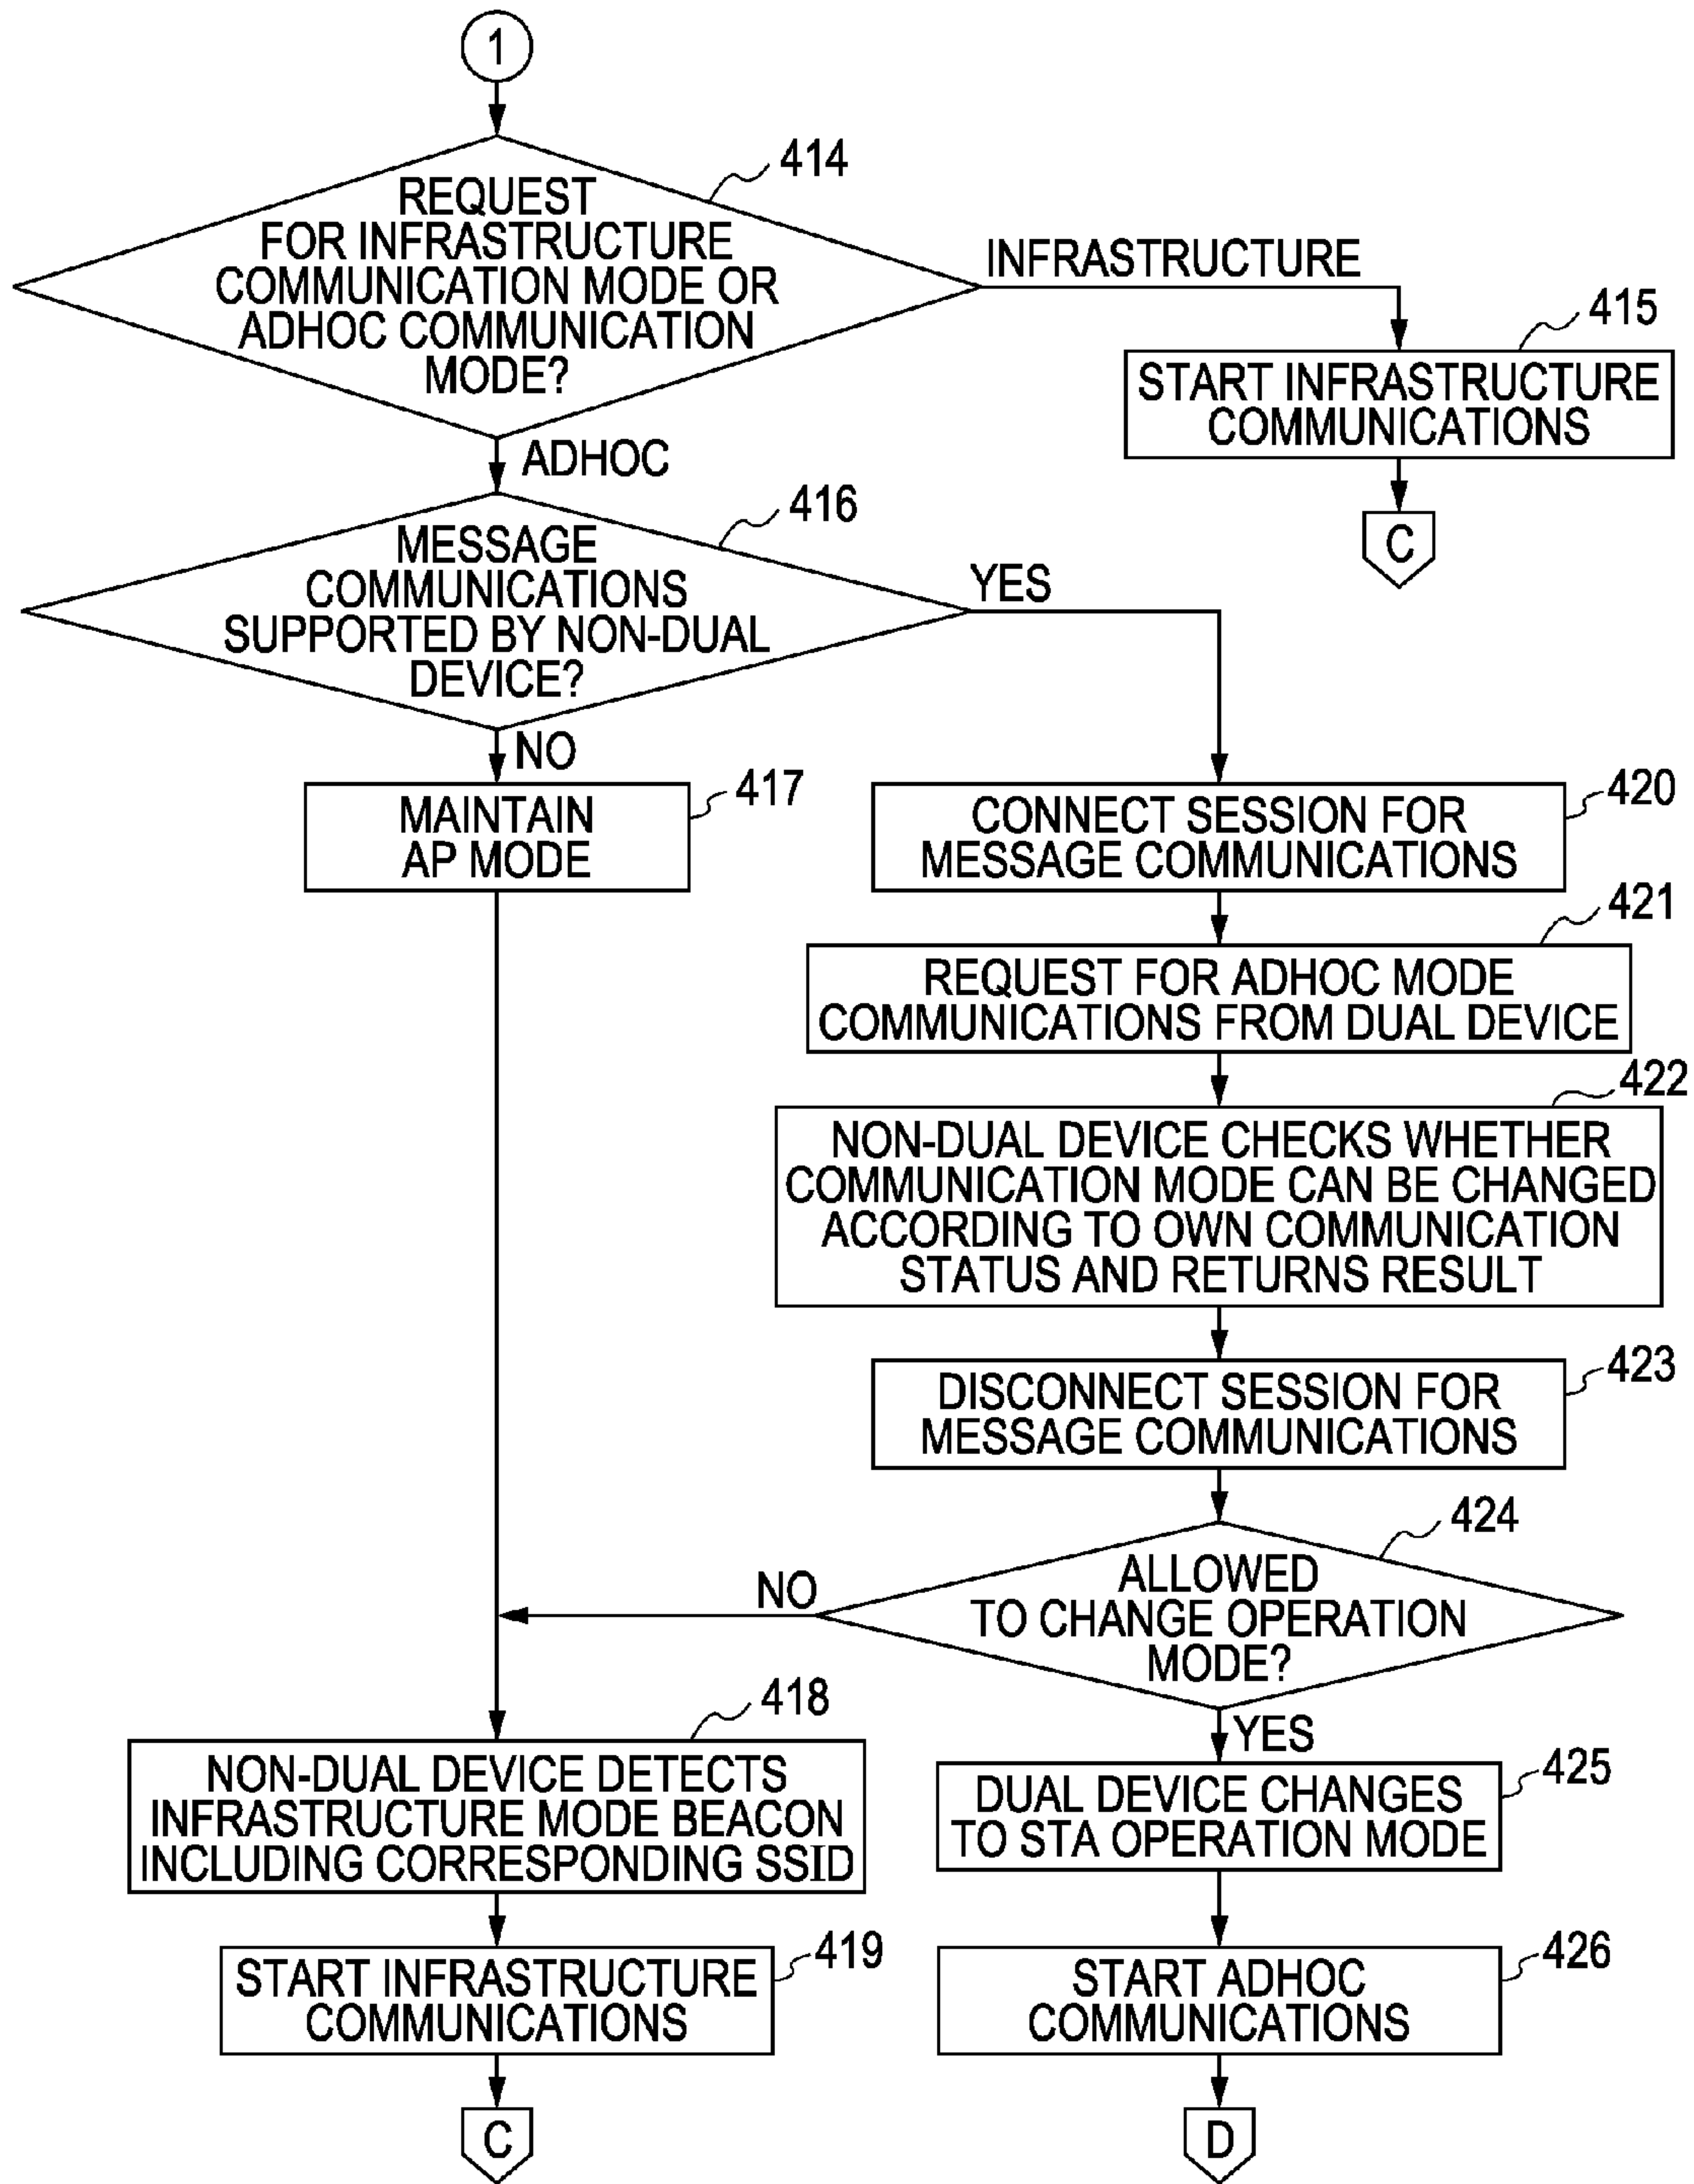 1
414
REQUEST
FOR INFRASTRUCTURE
COMMUNICATION MODE OR
ADHOC COMMUNICATION
MODE?
INFRASTRUCTURE
415
START INFRASTRUCTURE
COMMUNICATIONS
C
ADHOC
416
MESSAGE
COMMUNICATIONS
SUPPORTED BY NON-DUAL
DEVICE?
YES
NO
417
MAINTAIN
AP MODE
420
CONNECT SESSION FOR
MESSAGE COMMUNICATIONS
421
REQUEST FOR ADHOC MODE
COMMUNICATIONS FROM DUAL DEVICE
422
NON-DUAL DEVICE CHECKS WHETHER
COMMUNICATION MODE CAN BE CHANGED
ACCORDING TO OWN COMMUNICATION
STATUS AND RETURNS RESULT
423
DISCONNECT SESSION FOR
MESSAGE COMMUNICATIONS
424
ALLOWED
TO CHANGE OPERATION
MODE?
NO
YES
418
NON-DUAL DEVICE DETECTS
INFRASTRUCTURE MODE BEACON
INCLUDING CORRESPONDING SSID
425
DUAL DEVICE CHANGES
TO STA OPERATION MODE
419
START INFRASTRUCTURE
COMMUNICATIONS
426
START ADHOC
COMMUNICATIONS
C
D